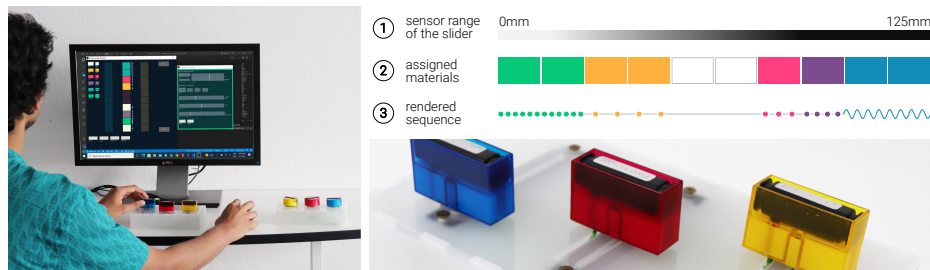 1
sensor range
of the slider
0mm
125mm
2
assigned
materials
3
rendered
sequence